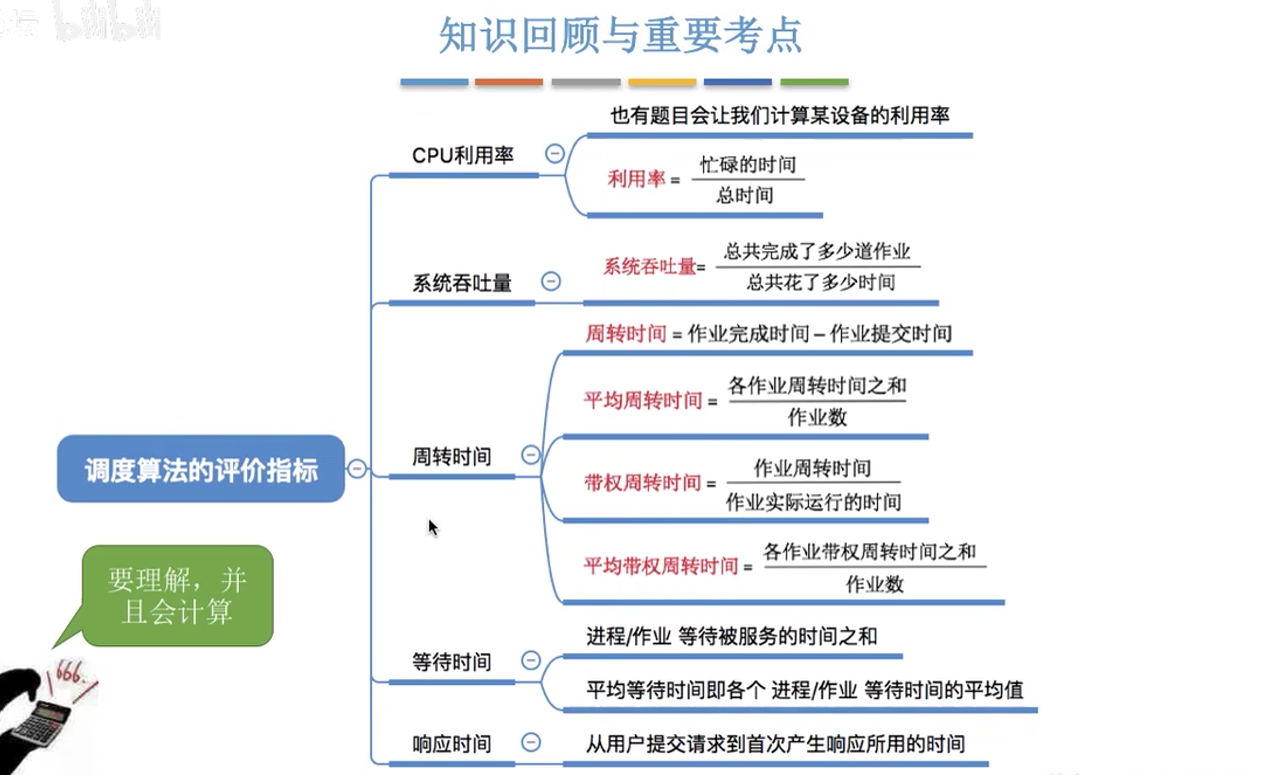 知识回顾与重要考点
也有题目会让我们计算某设备的利用率
CPU利用率
利用率 = 忙碌的时间
总时间
系统吞吐量
系统吞吐量= 总共完成了多少道作业
总共花了多少时间
周转时间 = 作业完成时间 – 作业提交时间
平均周转时间 = 各作业周转时间之和
作业数
周转时间
调度算法的评价指标
带权周转时间 = 作业周转时间
作业实际运行的时间
平均带权周转时间 = 各作业带权周转时间之和
作业数
要理解，并
且会计算
进程/作业 等待被服务的时间之和
等待时间
平均等待时间即各个 进程/作业 等待时间的平均值
666..
响应时间
从用户提交请求到首次产生响应所用的时间